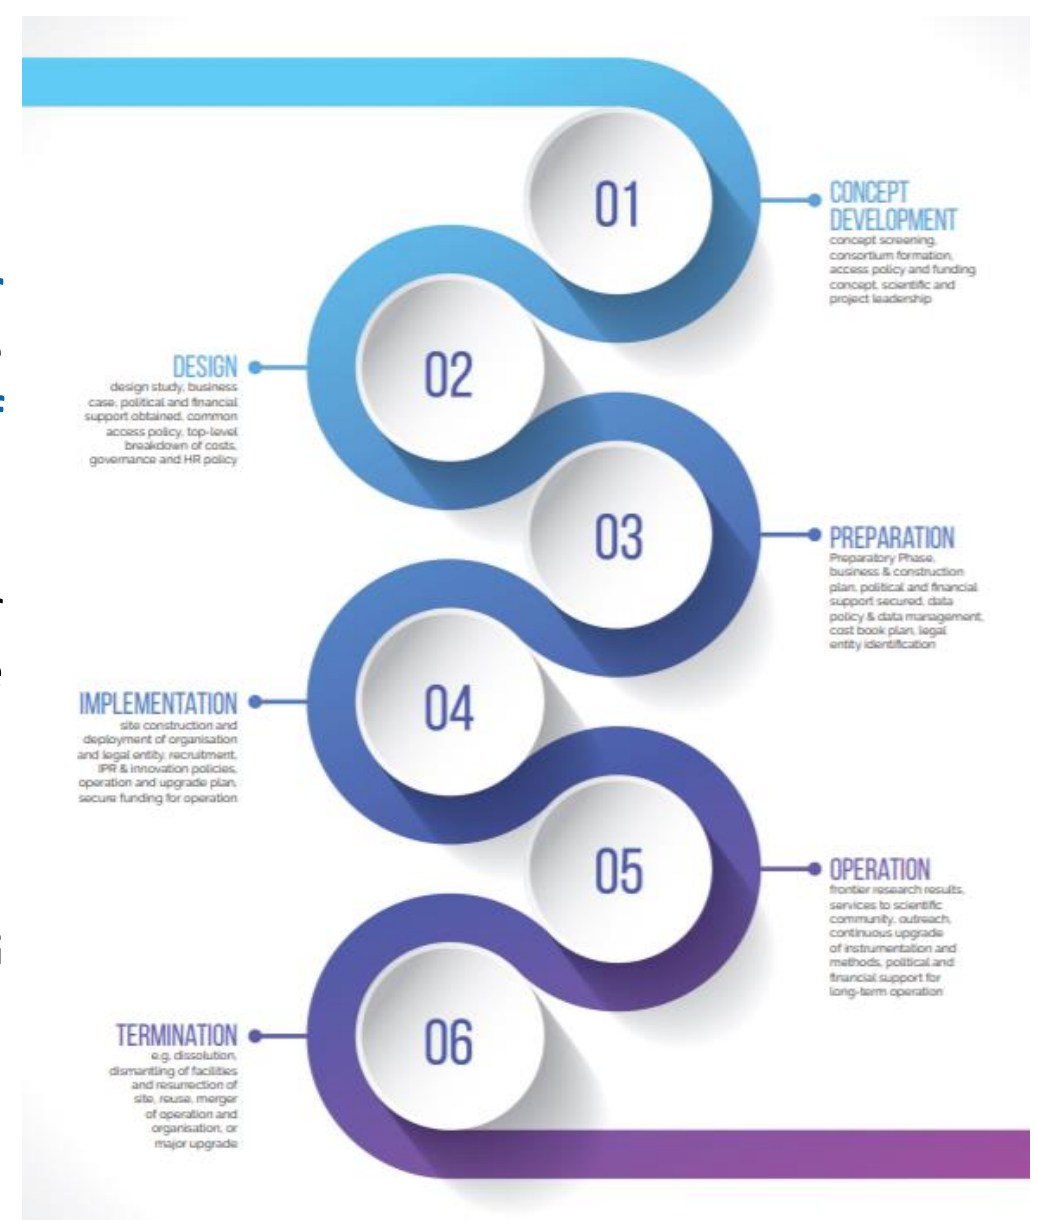 01
CONCEPT
DEVELOPMENT
concept screening,
consortium formation,
access policy and funding
concept, scientific and
project leadership
02
DESIGN
design study, business
case, political and financial
support obtained, common
access policy, top-level
breakdown of costs,
governance and HR policy
03
PREPARATION
Preparatory Phase,
business & construction
plan, political and financial
support secured, data
policy & data management,
cost book plan, legal
entity identification
04
IMPLEMENTATION
site construction and
deployment of organisation
and legal entity, recruitment,
IPR & innovation policies,
operation and upgrade plan,
secure funding for operation
05
OPERATION
frontier research results,
services to scientific
community, outreach,
continuous upgrade
of instrumentation and
methods, political and
financial support for
long-term operation
06
TERMINATION
e.g. dissolution,
dismantling of facilities
and resurrection of
site, reuse, merger
of operation and
organisation, or
major upgrade